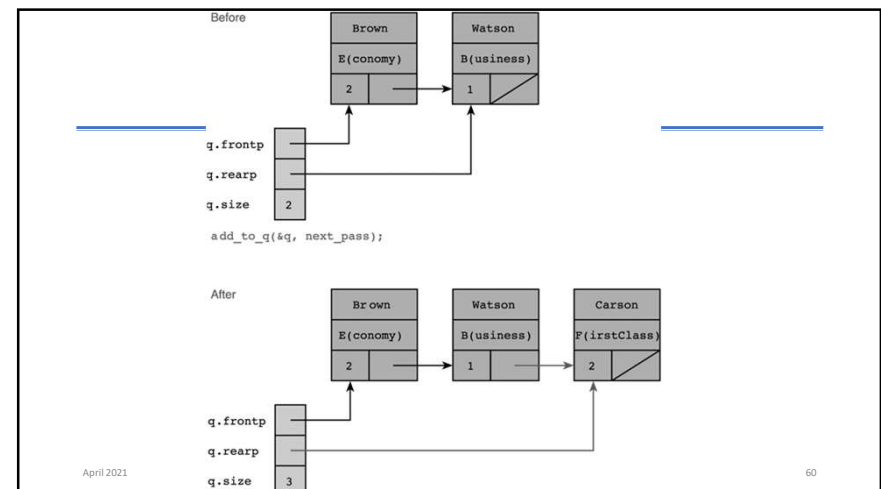 Before
Brown Watson
E(conomy) B(usiness)
2 1
q.frontp
q.rearp
q.size 2
add_to_q(&q, next_pass);
After
Brown Watson Carson
E(conomy) B(usiness) F(irstClass)
2 1 2
q.frontp
q.rearp
q.size 3
April 2021 60